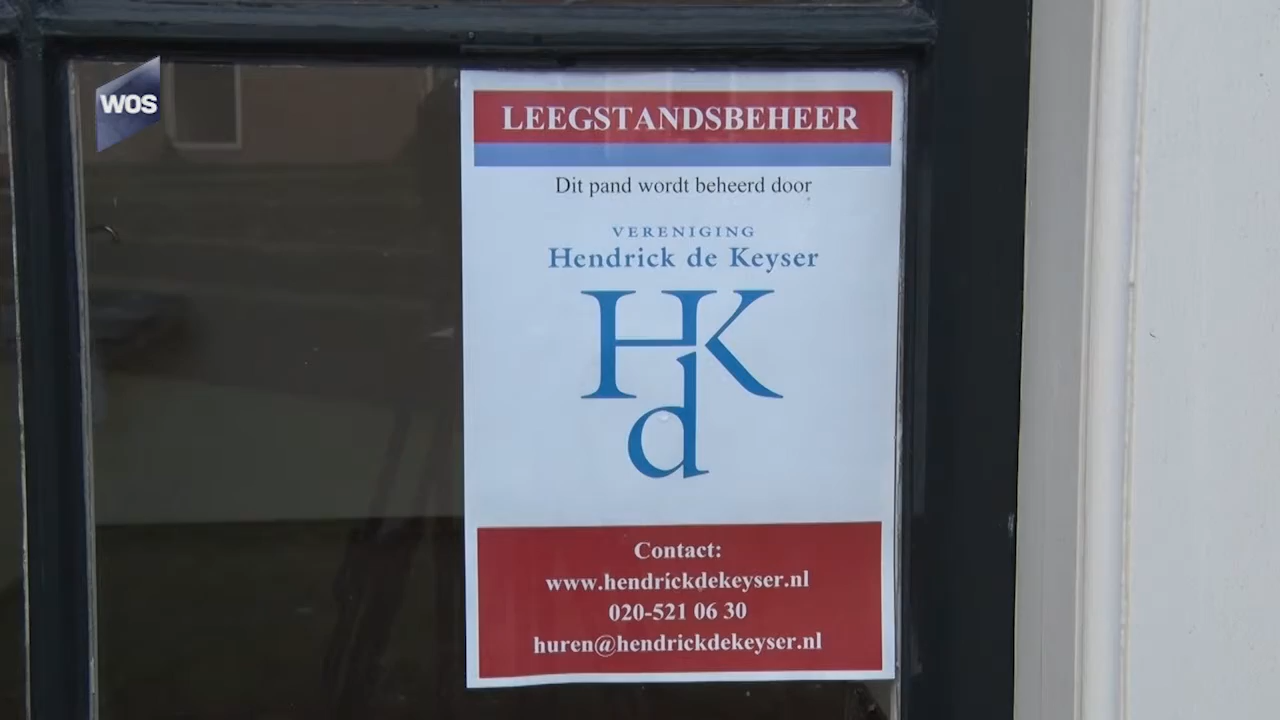 WOS
LEEGSTANDSBEHEER
Dit pand wordt beheerd door
VERENIGING
Hendrick de Keyser
HdK
Contact:
www.hendrickdekeyser.nl
020-521 06 30
huren@hendrickdekeyser.nl